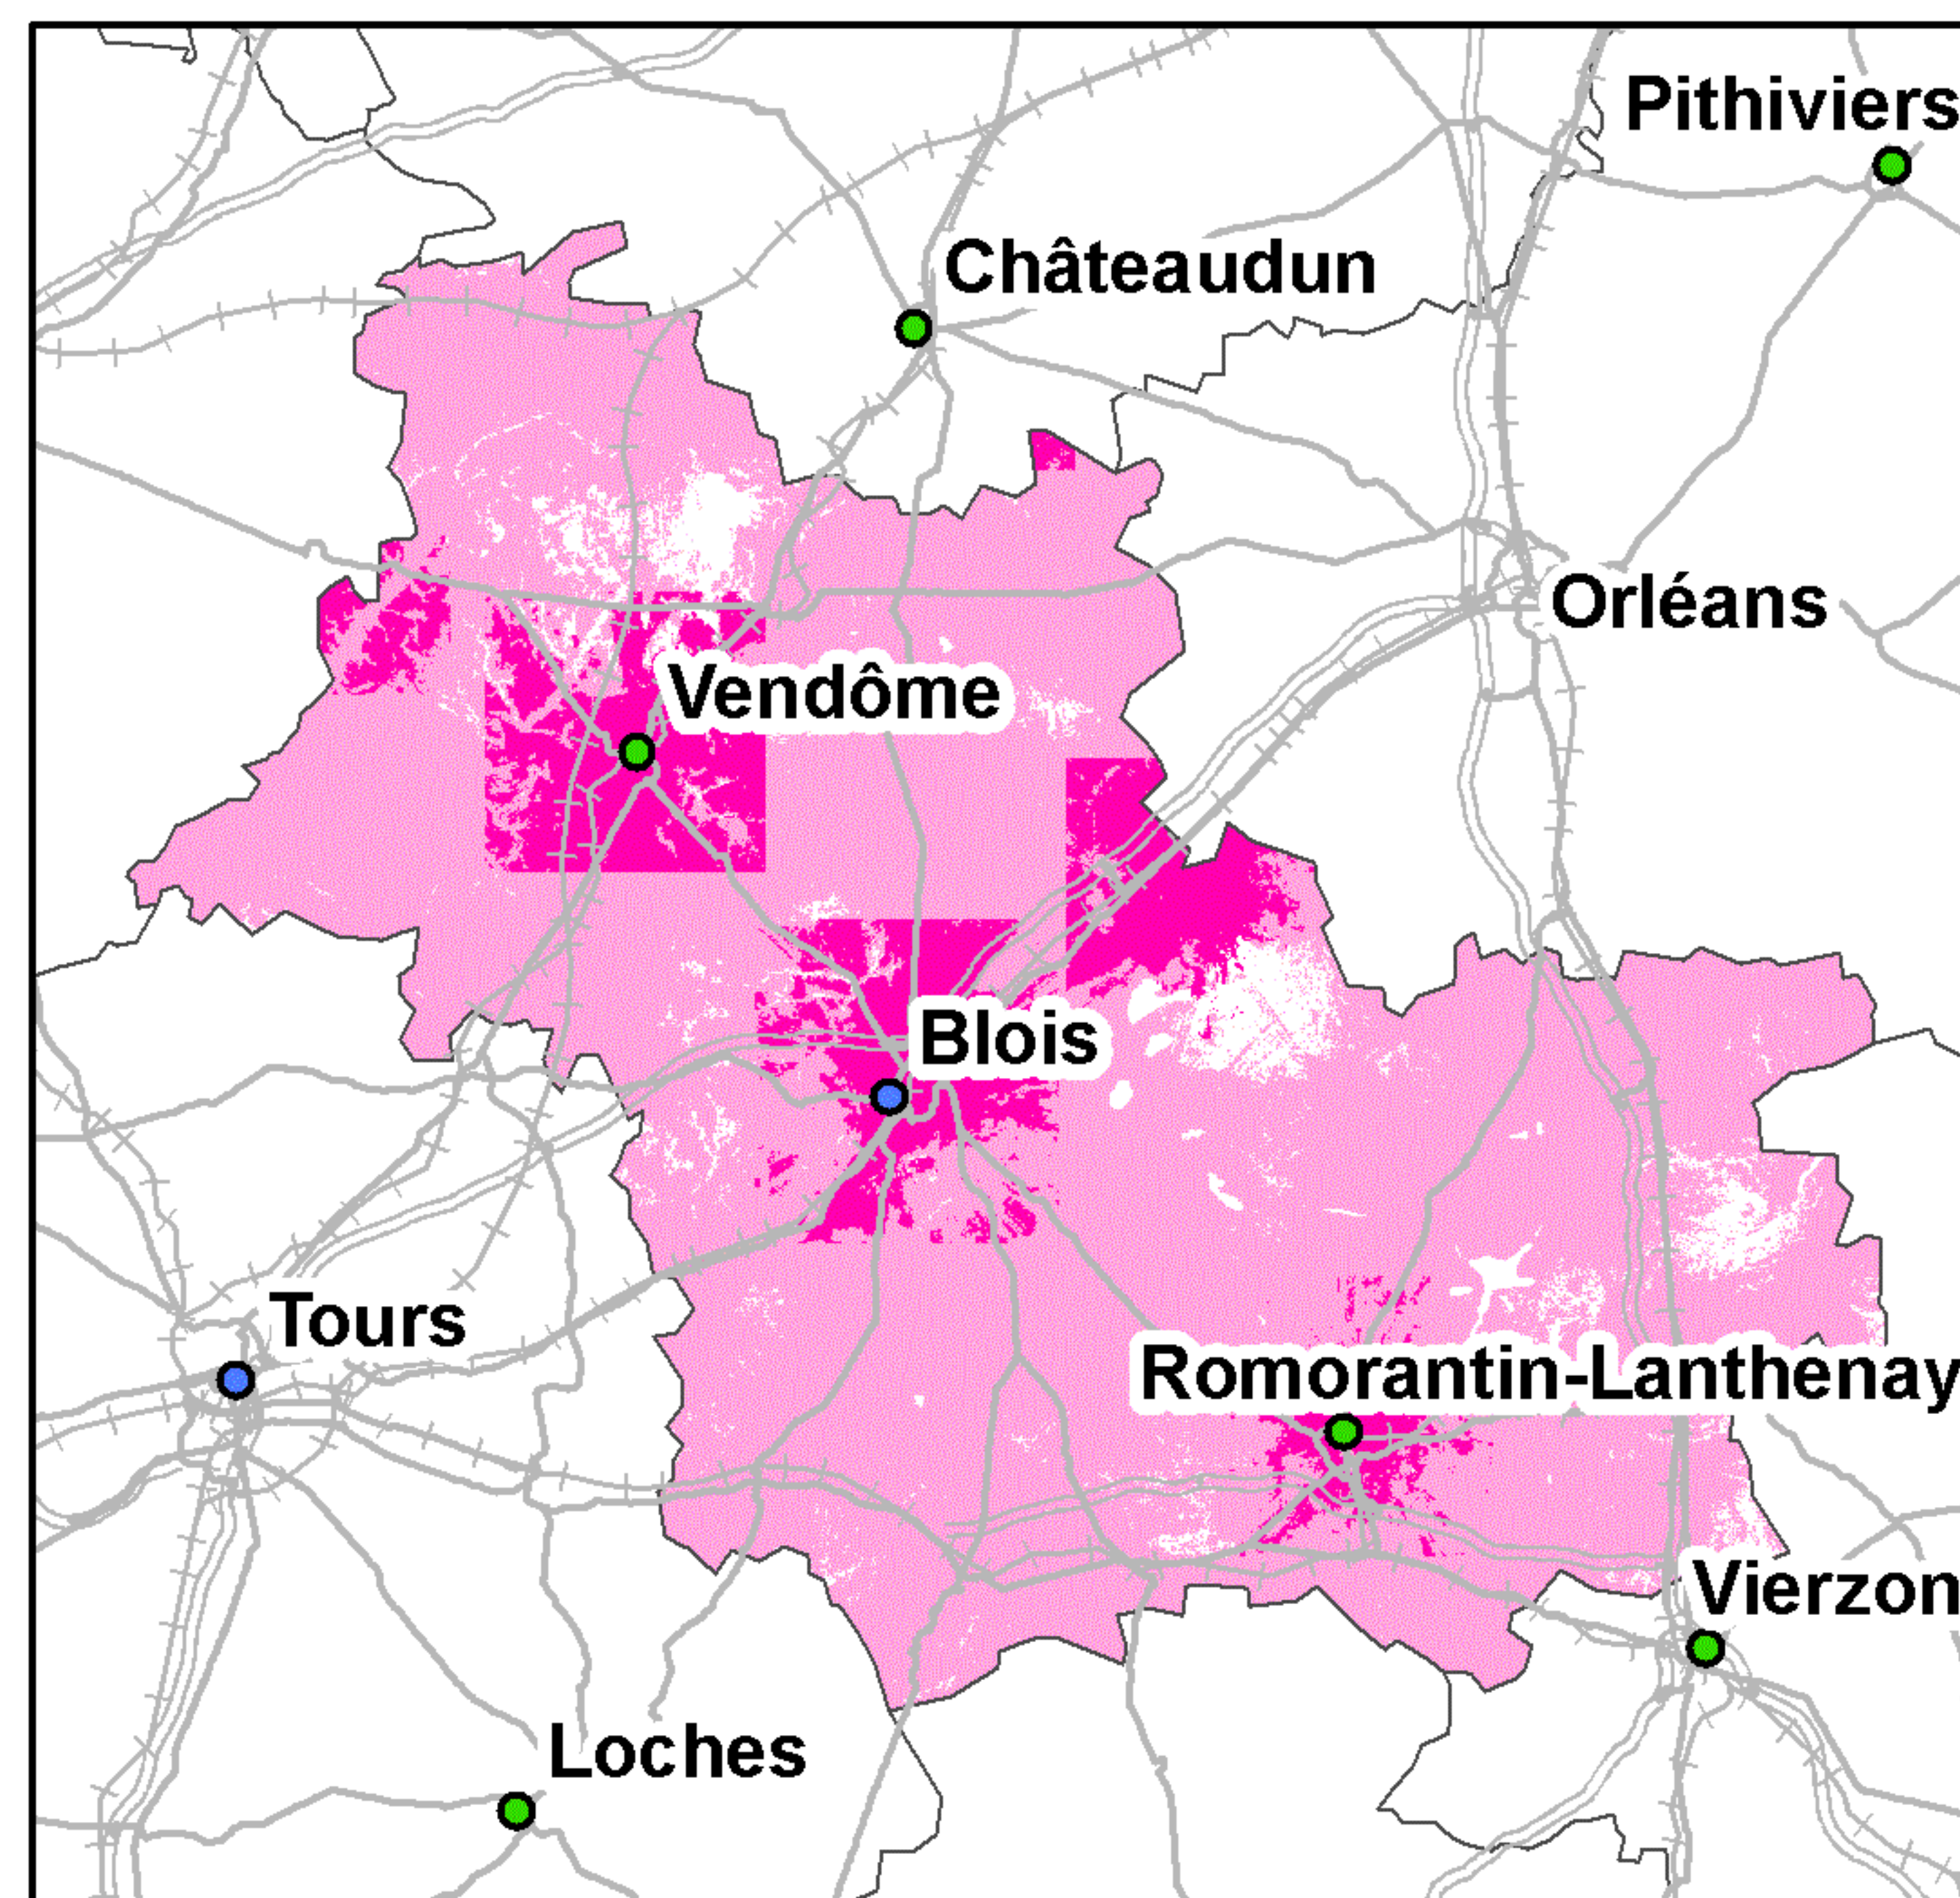 Pithiviers
Châteaudun
Orléans
Vendôme
Blois
Tours
Romorantin-Lanthenay
Vierzon
Loches